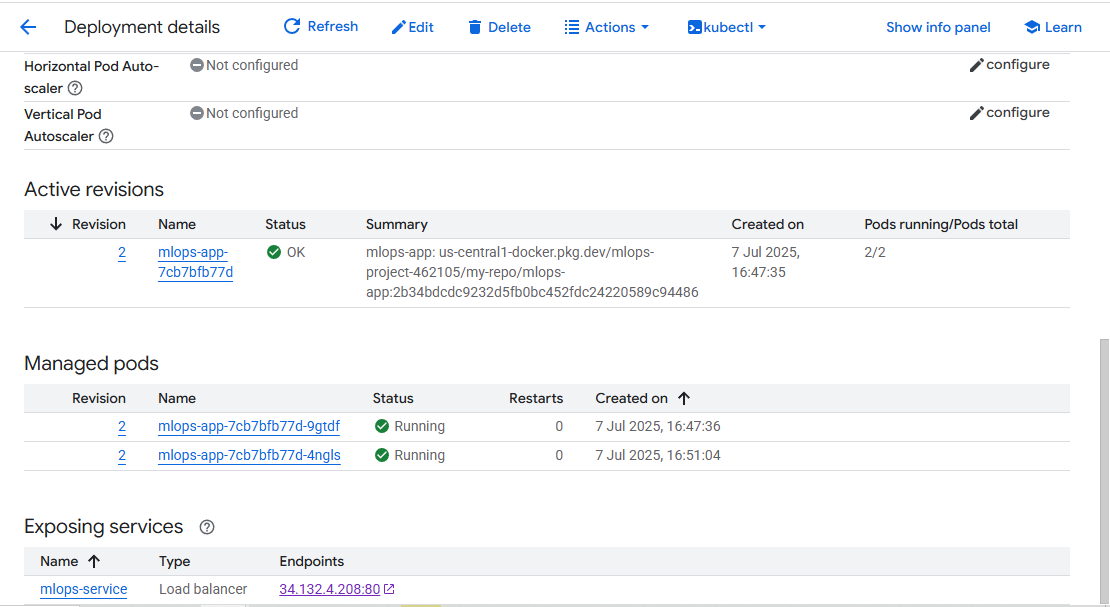 Deployment details Refresh Edit Delete Actions kubectl Show info panel Learn
Horizontal Pod Auto-
scaler Not configured configure
Vertical Pod
Autoscaler Not configured configure
Active revisions
Revision Name Status Summary Created on Pods running/Pods total
2 mlops-app- OK mlops-app: us-central1-docker.pkg.dev/mlops- 7 Jul 2025, 2/2
7cb7bfb77d project-462105/my-repo/mlops- 16:47:35
app:2b34bdcdc9232d5fb0bc452fdc24220589c94486
Managed pods
Revision Name Status Restarts Created on
2 mlops-app-7cb7bfb77d-9gtdf Running 0 7 Jul 2025, 16:47:36
2 mlops-app-7cb7bfb77d-4ngls Running 0 7 Jul 2025, 16:51:04
Exposing services
Name Type Endpoints
mlops-service Load balancer 34.132.4.208:80